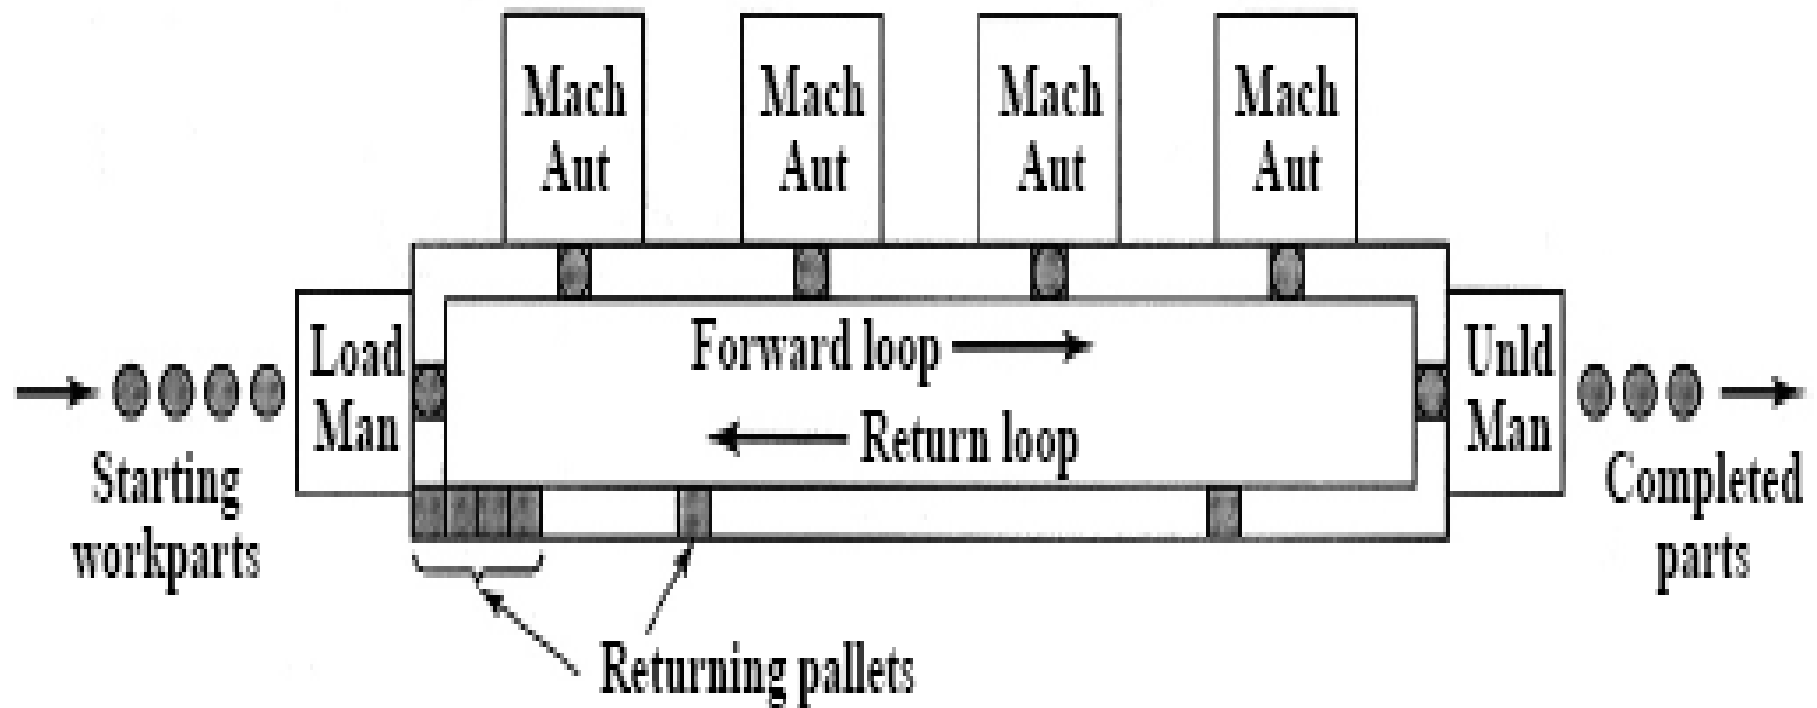 Mach
Aut
Mach
Aut
Mach
Aut
Mach
Aut
Load
Man
Forward loop
Return loop
Unld
Man
Starting
workparts
Completed
parts
Returning pallets